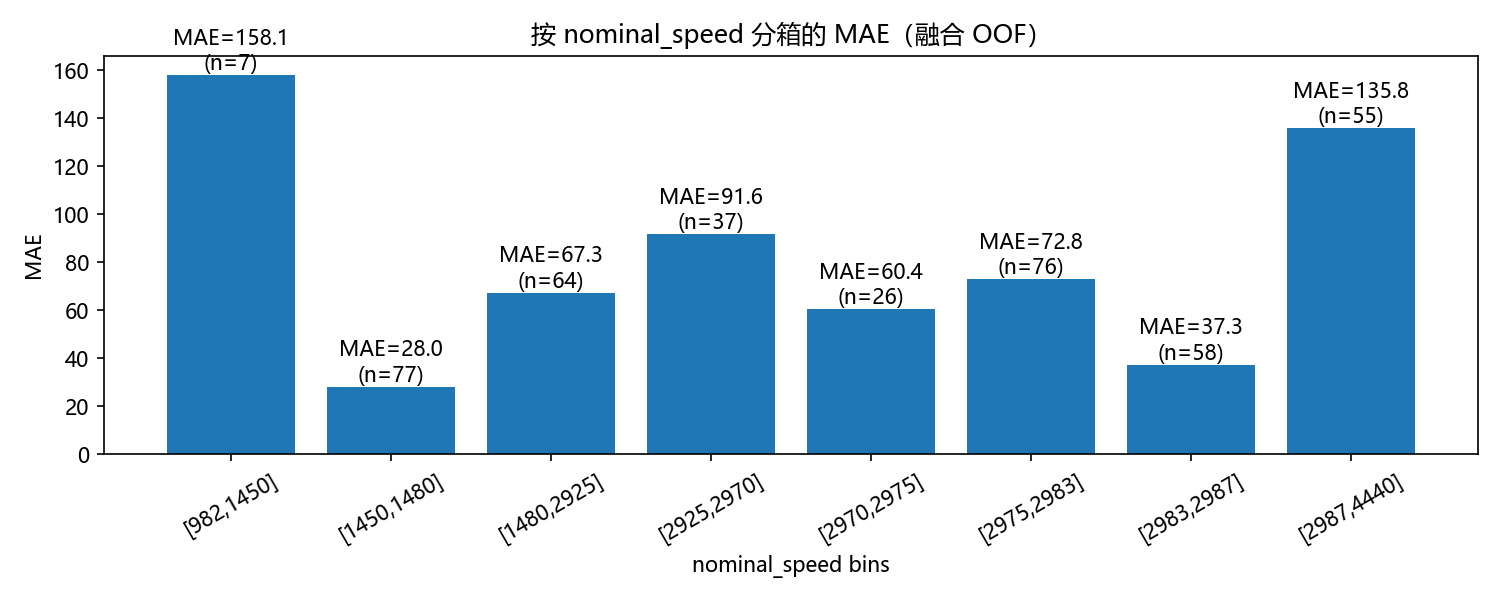 按 nominal_speed 分箱的 MAE（融合 OOF）
MAE=158.1
(n=7)
MAE=28.0
(n=77)
MAE=67.3
(n=64)
MAE=91.6
(n=37)
MAE=60.4
(n=26)
MAE=72.8
(n=76)
MAE=37.3
(n=58)
MAE=135.8
(n=55)
MAE
160
140
120
100
80
60
40
20
0
[982,1450]
[1450,1480]
[1480,2925]
[2925,2970]
[2970,2975]
[2975,2983]
[2983,2987]
[2987,4440]
nominal_speed bins